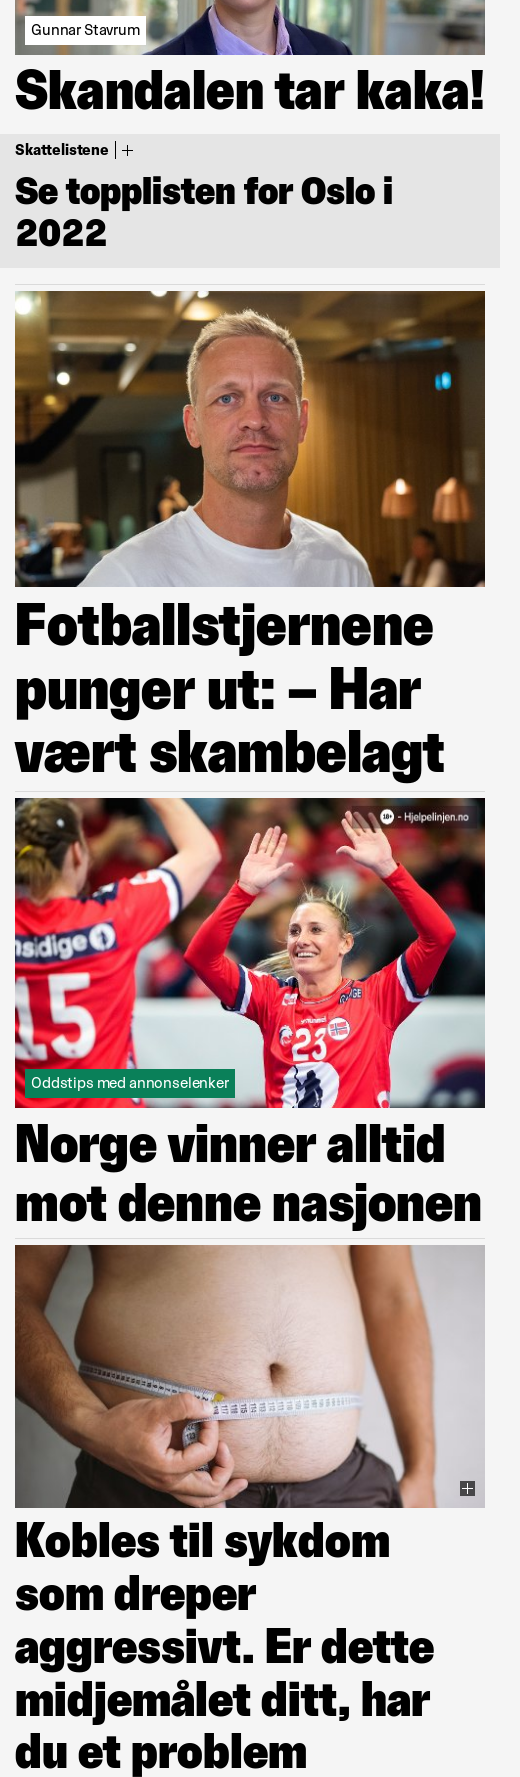 Gunnar Stavrum
Skandalen tar kaka!
Skattelistene
Se topplisten for Oslo i
2022
Fotballstjernene
punger ut: – Har
vært skambelagt
18+ - Hjelpelinjen.no
nsidige
15
NORGE
23
Oddstips med annonselenker
Norge vinner alltid
mot denne nasjonen
Kobles til sykdom
som dreper
aggressivt. Er dette
midjemålet ditt, har
du et problem